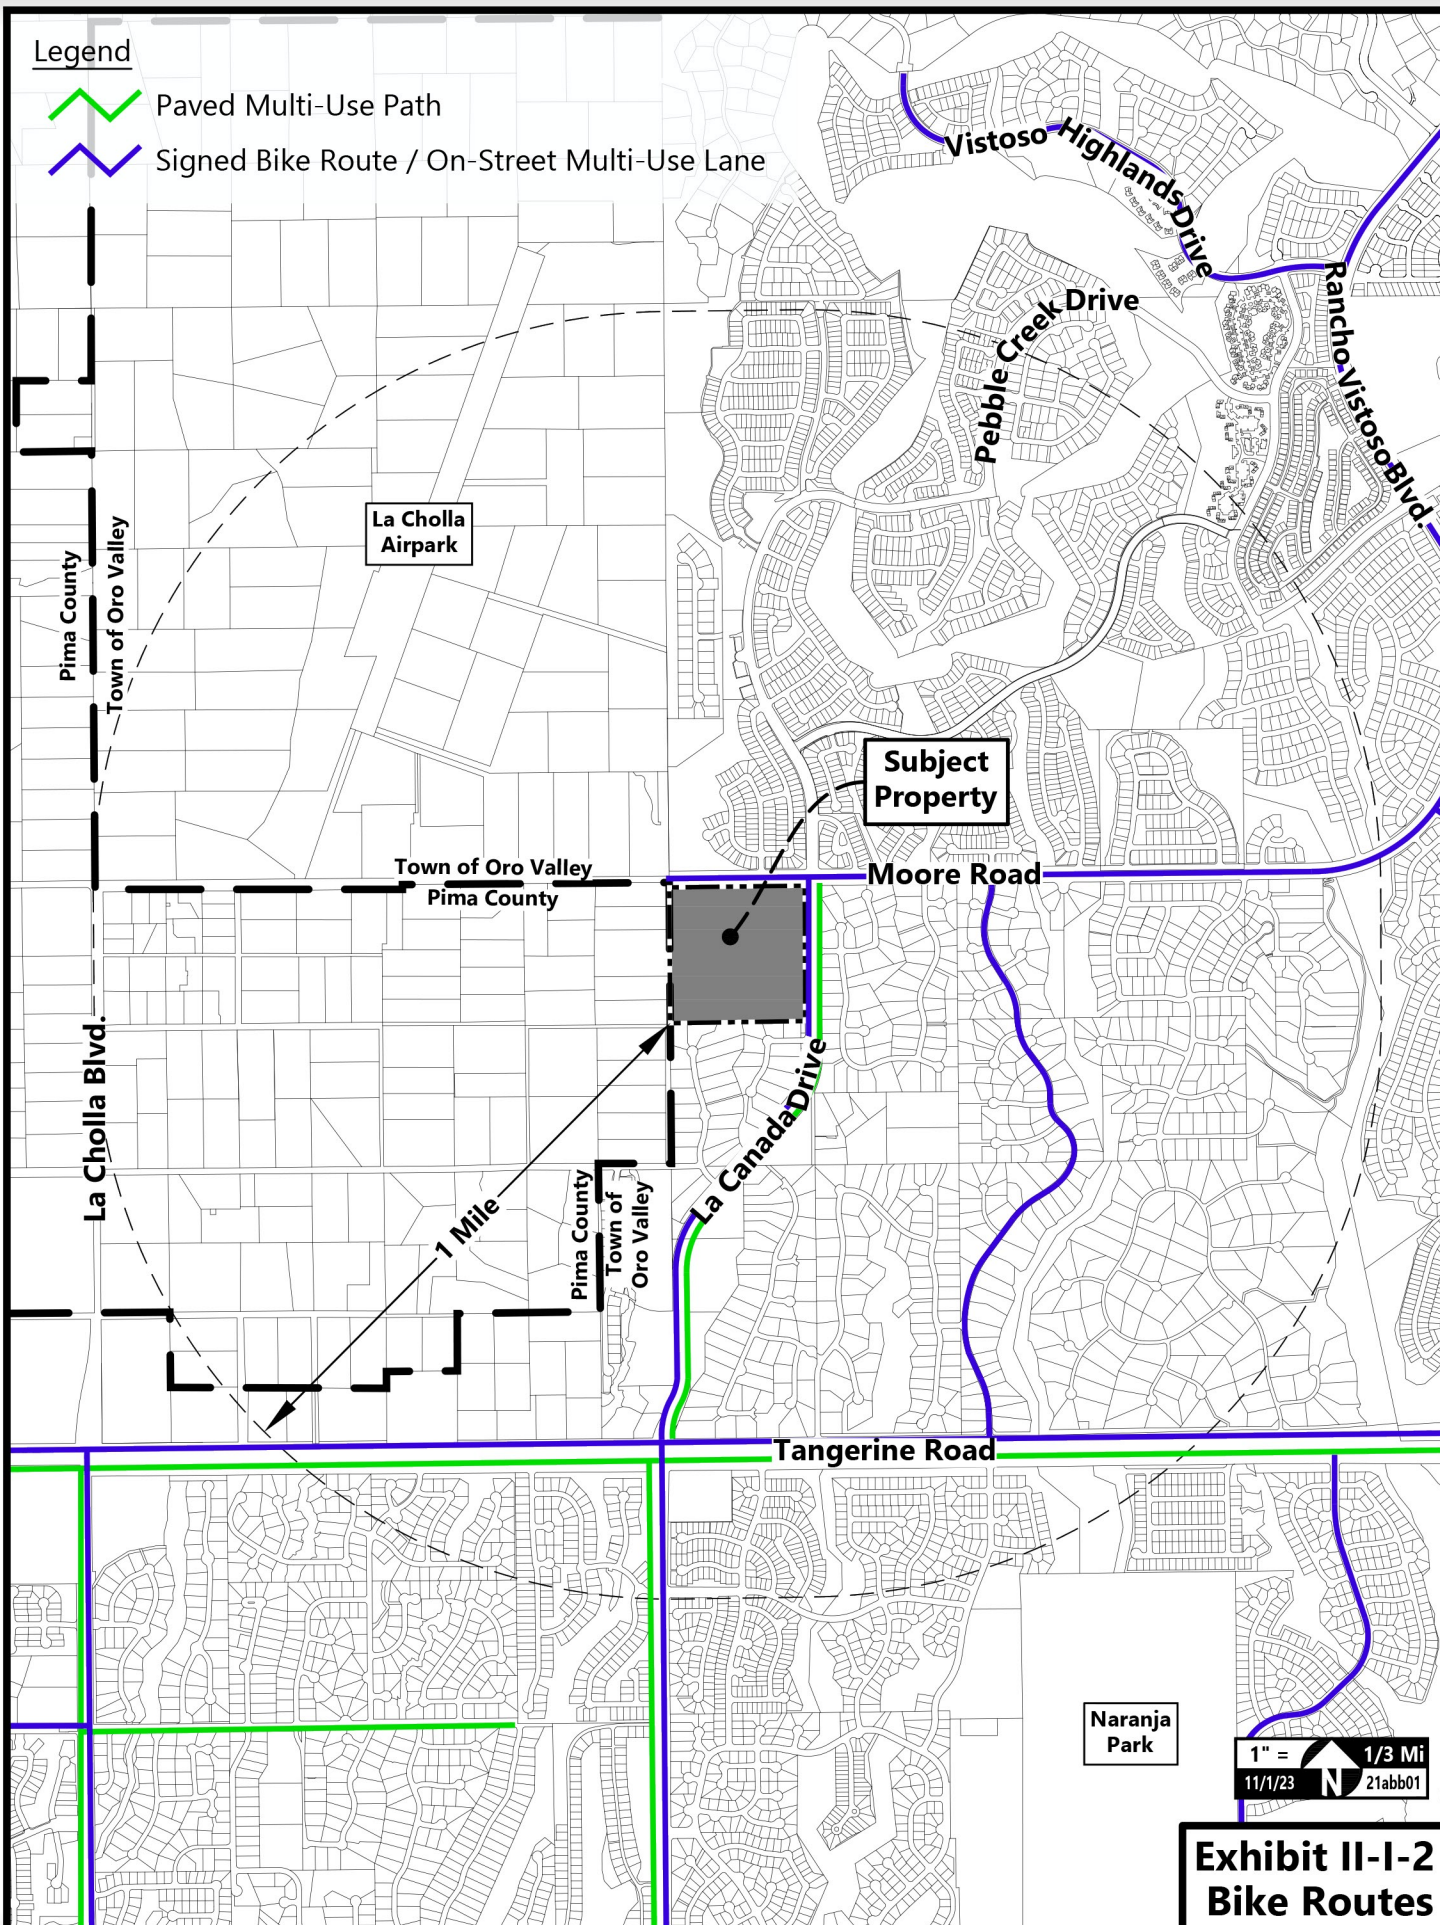 Legend
Paved Multi-Use Path
Signed Bike Route / On-Street Multi-Use Lane
Vistoso Highlands Drive
Rancho Vistoso Blvd.
Pebble Creek Drive
La Cholla
Airpark
Pima County
Town of Oro Valley
Subject
Property
Town of Oro Valley
Pima County
Moore Road
La Cholla Blvd.
La Canada Drive
1 Mile
Pima County
Town of
Oro Valley
Tangerine Road
Naranja
Park
1" = 1/3 Mi
11/1/23 N 21abb01
Exhibit II-I-2
Bike Routes